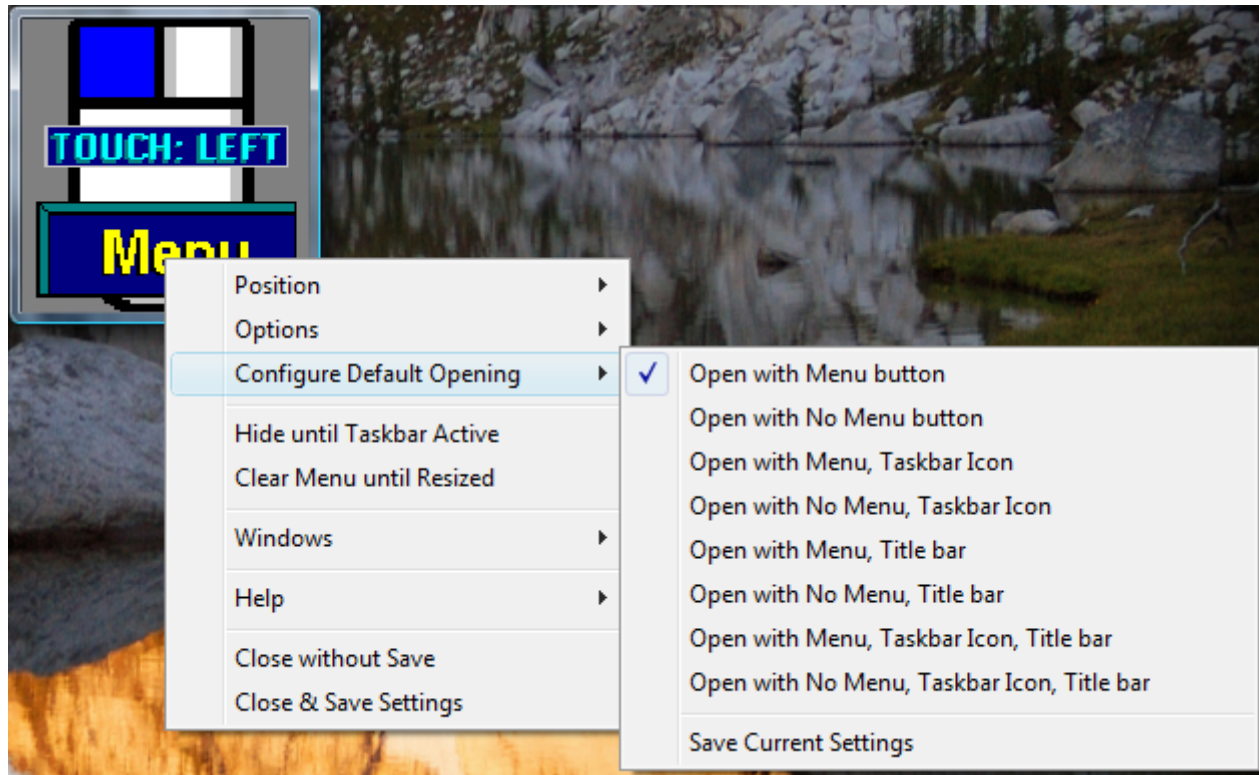 TOUCH: LEFT
Menu
Position
Options
Configure Default Opening
Hide until Taskbar Active
Clear Menu until Resized
Windows
Help
Close without Save
Close & Save Settings
Open with Menu button
Open with No Menu button
Open with Menu, Taskbar Icon
Open with No Menu, Taskbar Icon
Open with Menu, Title bar
Open with No Menu, Title bar
Open with Menu, Taskbar Icon, Title bar
Open with No Menu, Taskbar Icon, Title bar
Save Current Settings